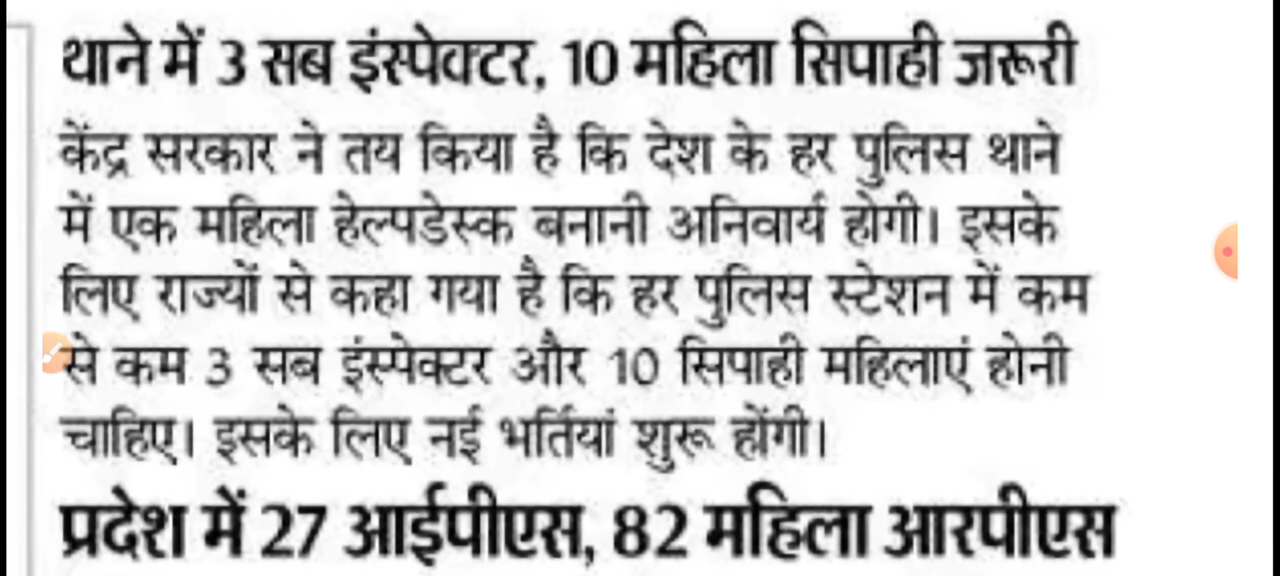 थाने में 3 सब इंस्पेक्टर, 10 महिला सिपाही जरूरी
केंद्र सरकार ने तय किया है कि देश के हर पुलिस थाने
में एक महिला हेल्पडेस्क बनानी अनिवार्य होगी। इसके
लिए राज्यों से कहा गया है कि हर पुलिस स्टेशन में कम
से कम 3 सब इंस्पेक्टर और 10 सिपाही महिलाएं होनी
चाहिए। इसके लिए नई भर्तियां शुरू होंगी।
प्रदेश में 27 आईपीएस, 82 महिला आरपीएस